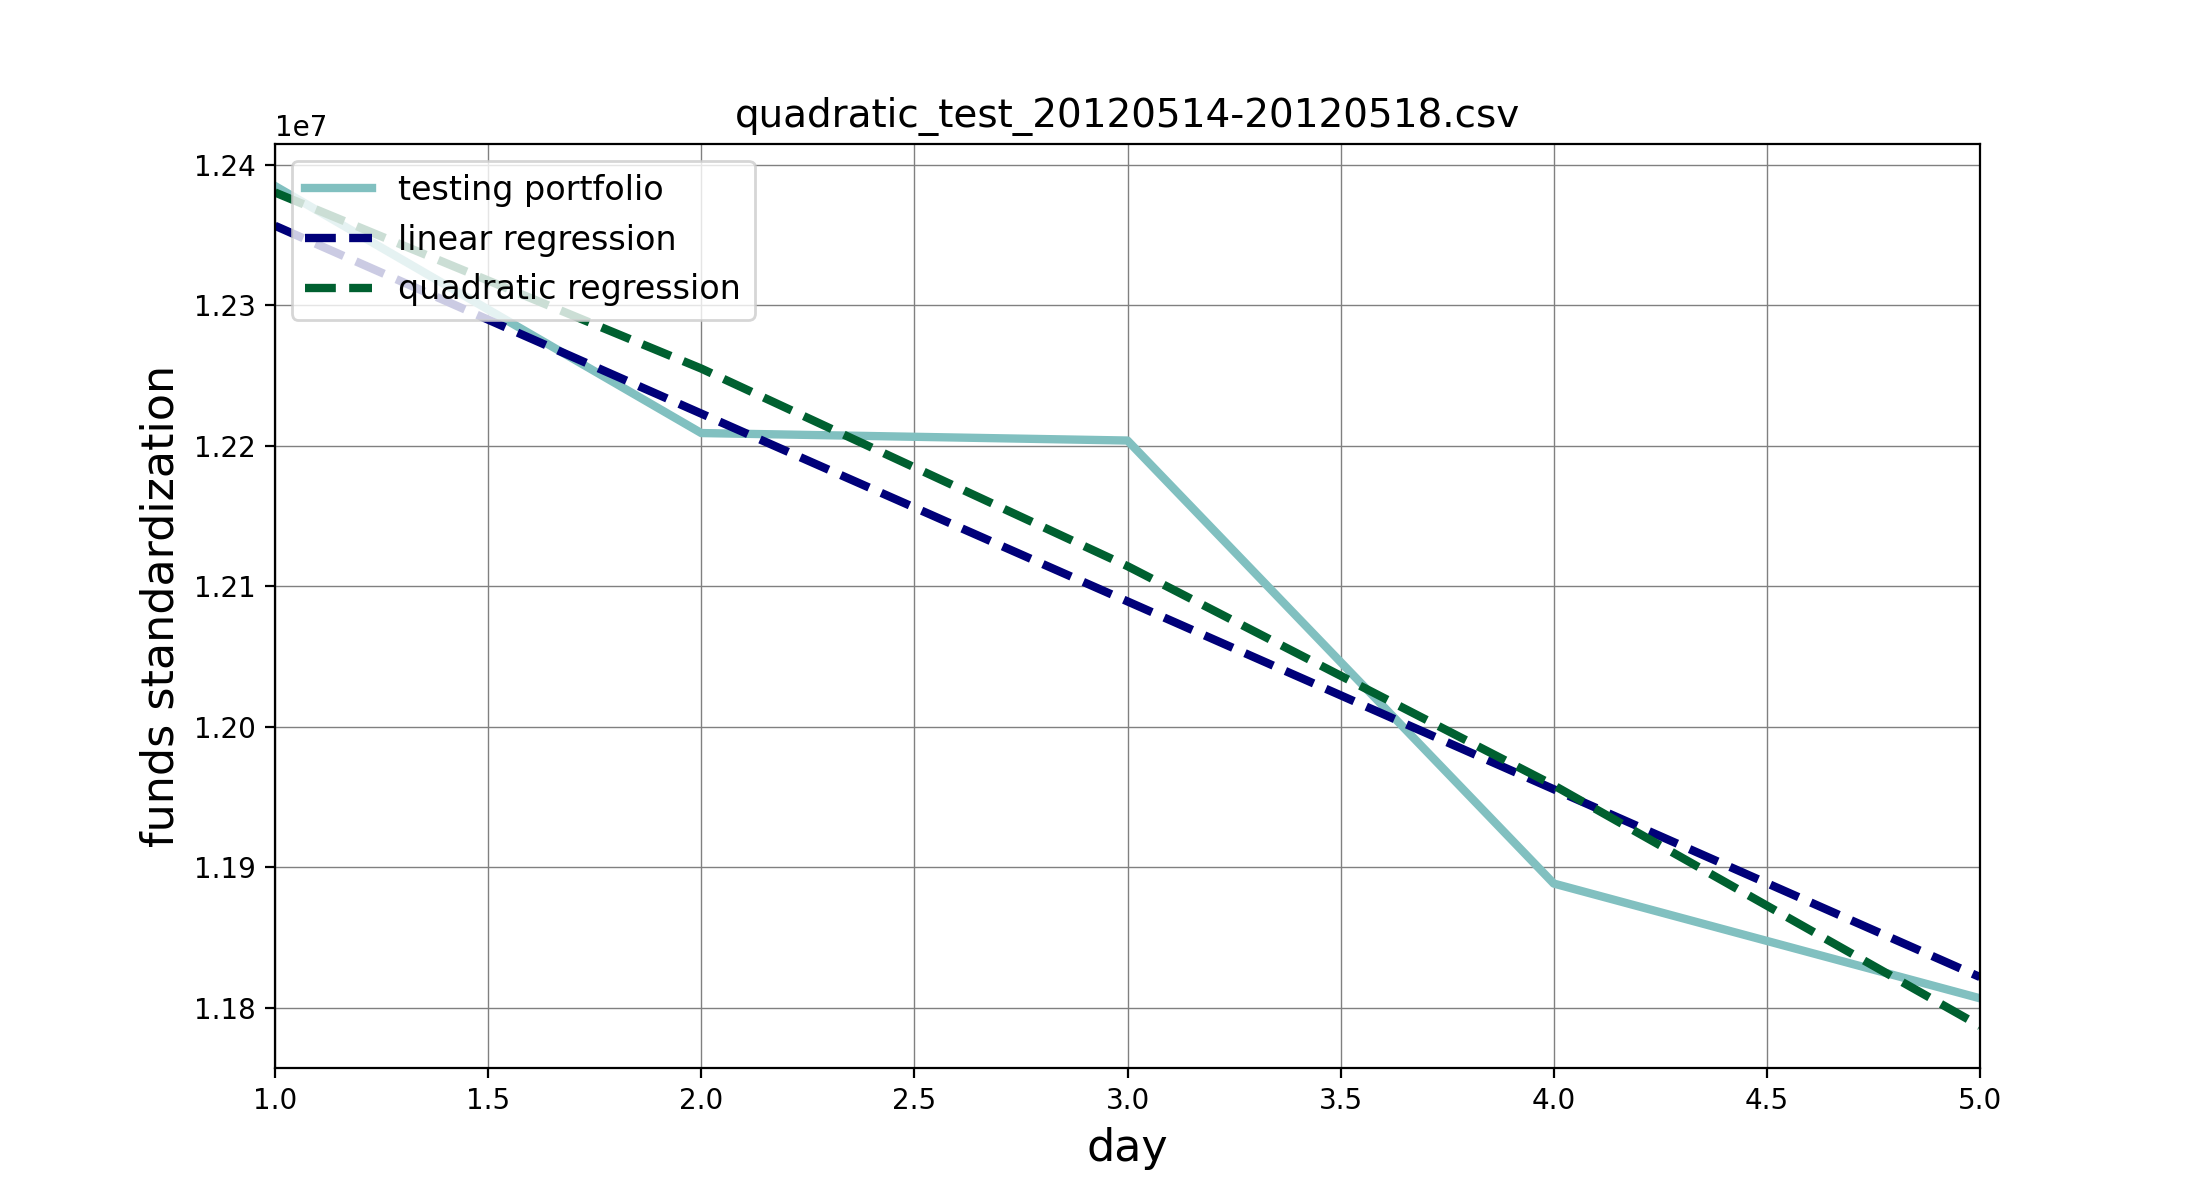 quadratic_test_20120514-20120518.csv
1e7
1.24
1.23
1.22
1.21
1.20
1.19
1.18
funds standardization
testing portfolio
linear regression
quadratic regression
1.0 1.5 2.0 2.5 3.0 3.5 4.0 4.5 5.0
day